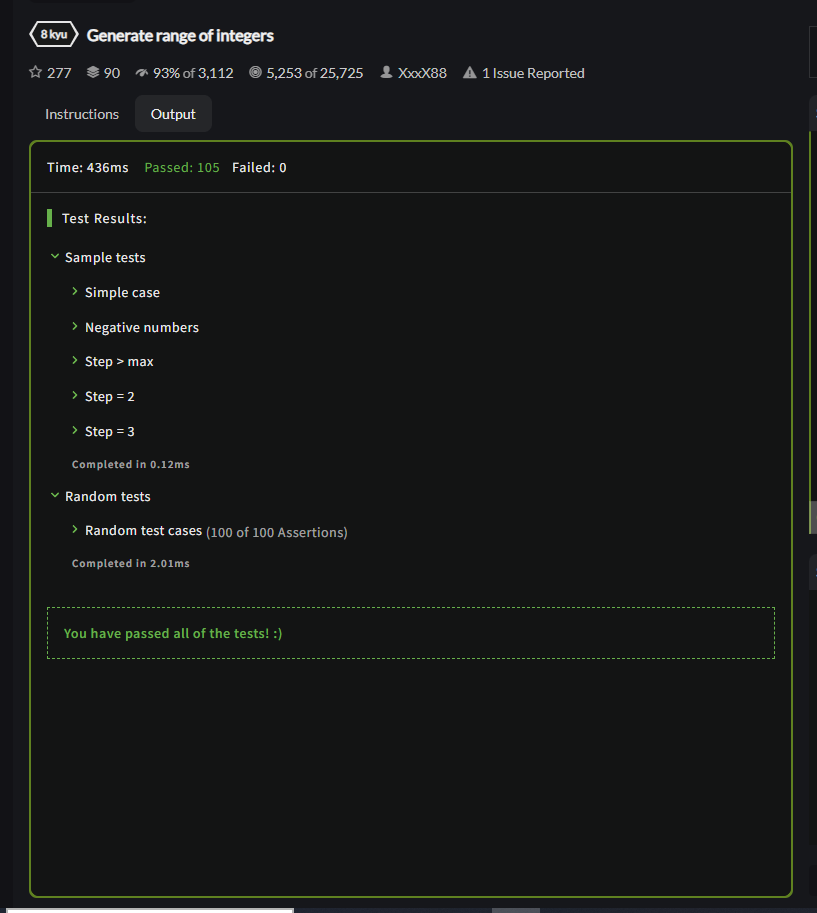 8 kyu Generate range of integers
277 90 93% of 3,112 5,253 of 25,725 XxxX88 1 Issue Reported
Instructions Output
Time: 436ms Passed: 105 Failed: 0
Test Results:
Sample tests
Simple case
Negative numbers
Step > max
Step = 2
Step = 3
Completed in 0.12ms
Random tests
Random test cases (100 of 100 Assertions)
Completed in 2.01ms
You have passed all of the tests! :)